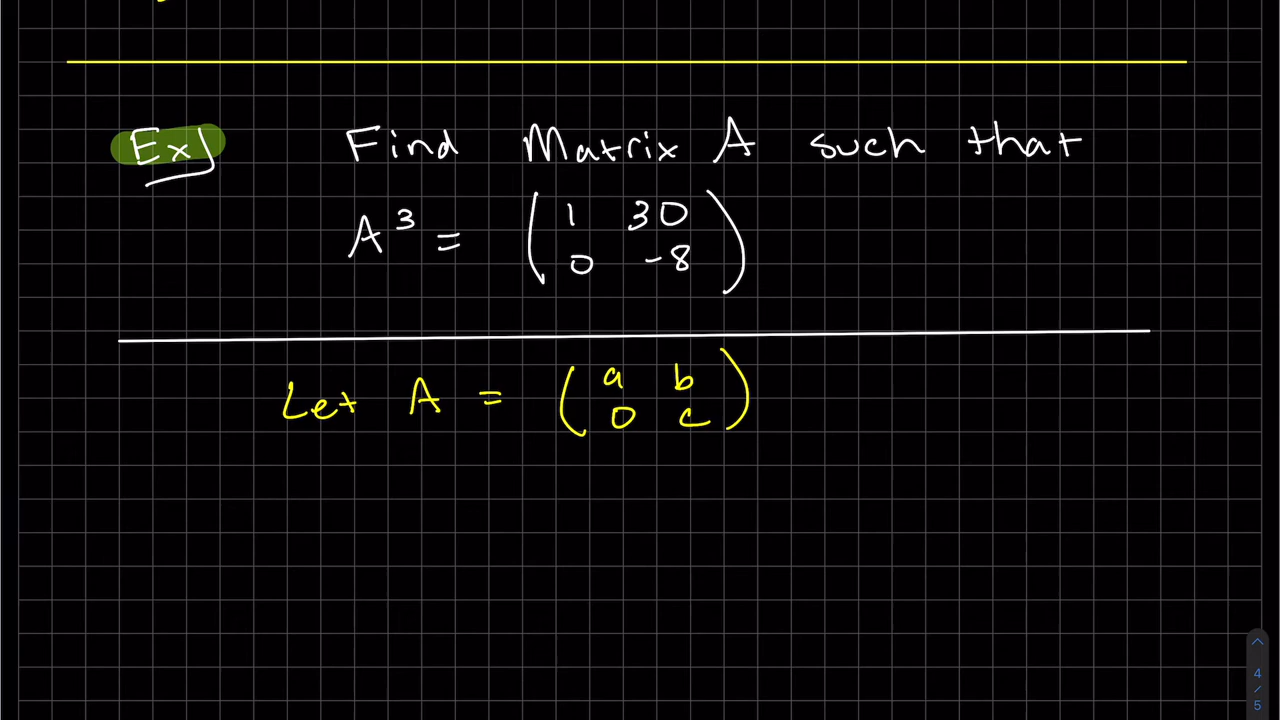 Ex) Find Matrix A such that
A³ = ( 1 30
0 -8 )
Let A = ( a b
0 c )
4
/
5